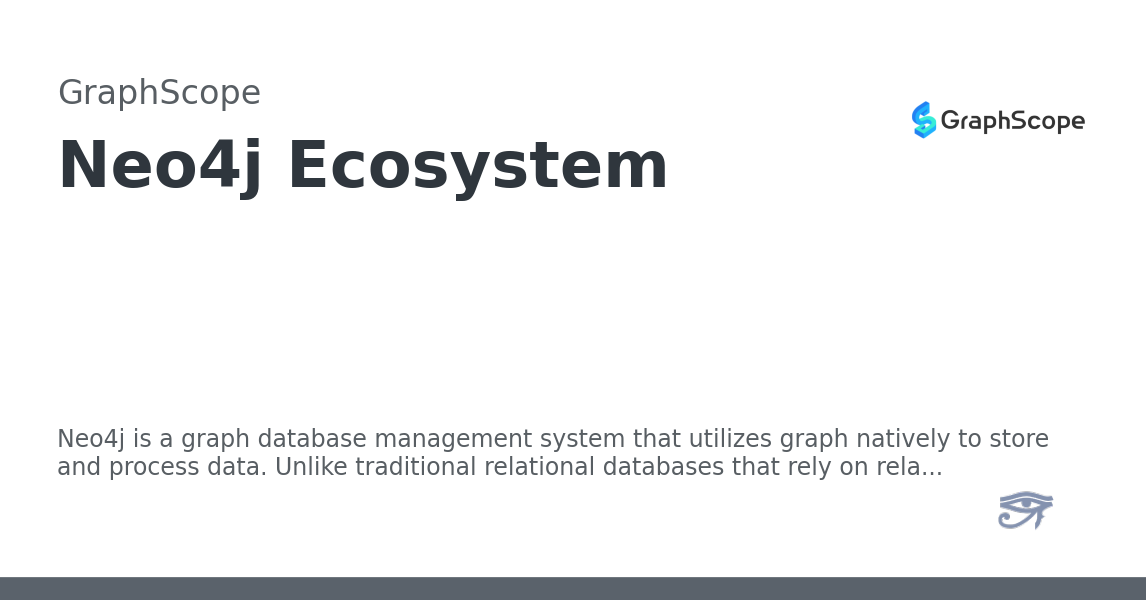 GraphScope
GraphScope
Neo4j Ecosystem
Neo4j is a graph database management system that utilizes graph natively to store
and process data. Unlike traditional relational databases that rely on rela...